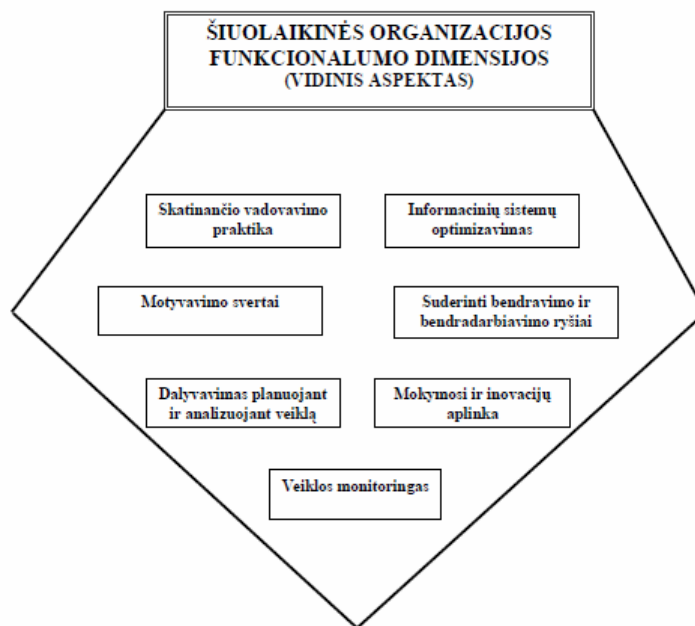 ŠIUOLAIKINĖS ORGANIZACIJOS
FUNKCIONALUMO DIMENSIJOS
(VIDINIS ASPEKTAS)
Skatinančio vadovavimo
praktika
Informacinių sistemų
optimizavimas
Motyvavimo svertai
Suderinti bendravimo ir
bendradarbiavimo ryšiai
Dalyvavimas planuojant
ir analizuojant veiklą
Mokymosi ir inovacijų
aplinka
Veiklos monitoringas